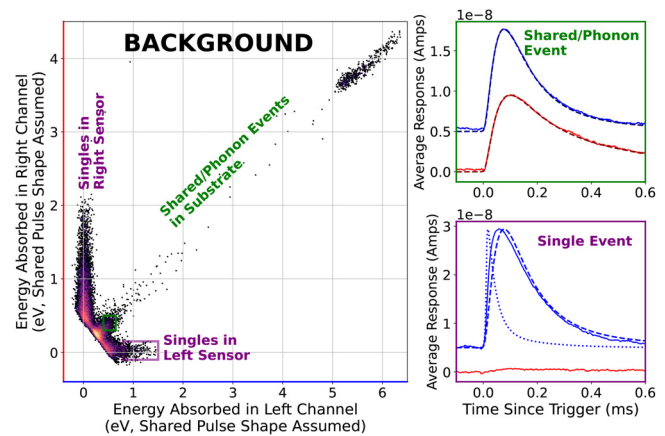 BACKGROUND
Energy Absorbed in Right Channel
(eV, Shared Pulse Shape Assumed)
4
3
2
1
0
Singles in
Right Sensor
Shared/Phonon Events
in Substrate
Singles in
Left Sensor
0 1 2 3 4 5 6
Energy Absorbed in Left Channel
(eV, Shared Pulse Shape Assumed)
1e−8
Shared/Phonon
Event
Average Response (Amps)
1.5
1.0
0.5
0.0
0.0 0.2 0.4 0.6
1e−8
Single Event
Average Response (Amps)
3
2
1
0
0.0 0.2 0.4 0.6
Time Since Trigger (ms)